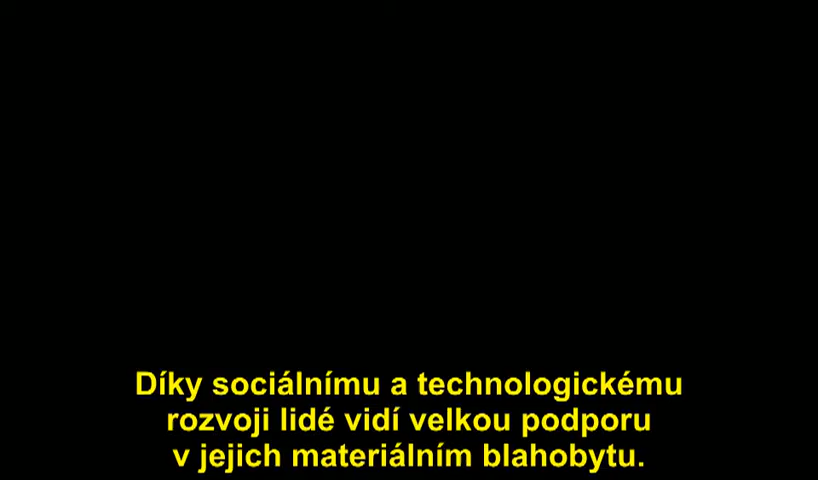 Díky sociálnímu a technologickému
rozvoji lidé vidí velkou podporu
v jejich materiálním blahobytu.